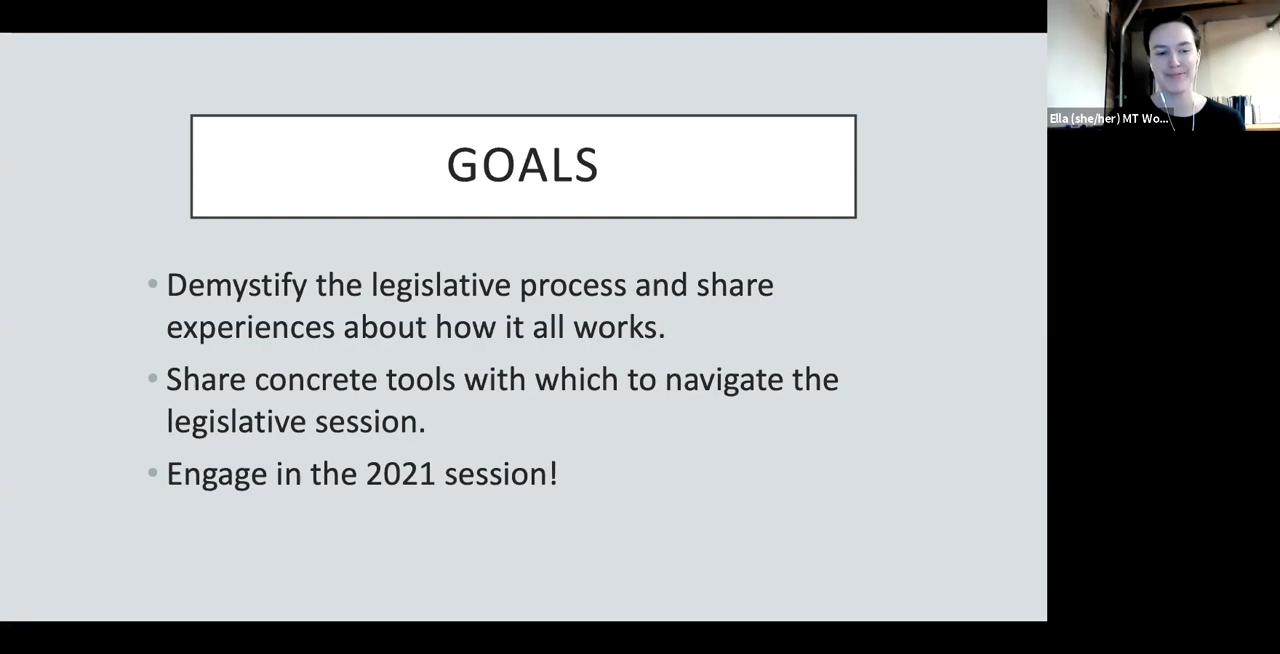 GOALS
• Demystify the legislative process and share
experiences about how it all works.
• Share concrete tools with which to navigate the
legislative session.
• Engage in the 2021 session!
Ella (she/her) MT Wo...